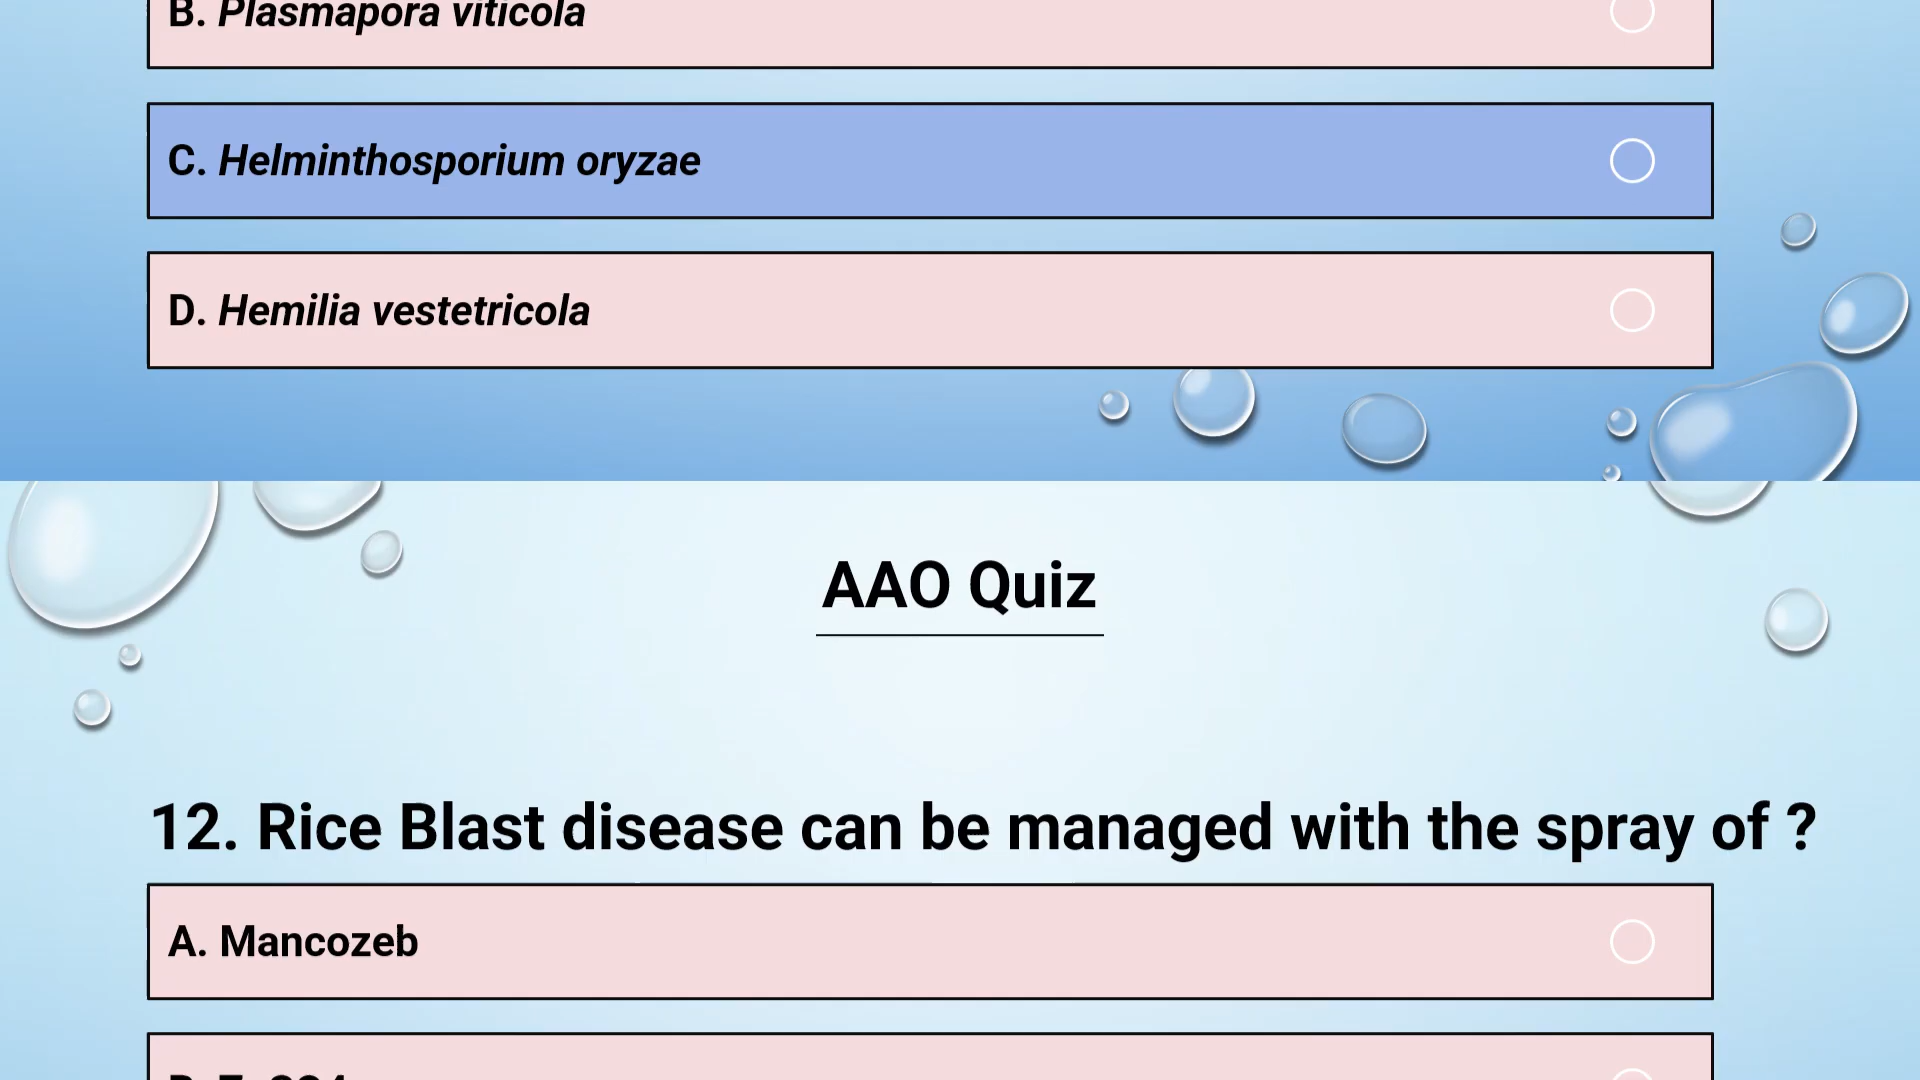 B. Plasmapora viticola
C. Helminthosporium oryzae
D. Hemilia vestetricola
AAO Quiz
12. Rice Blast disease can be managed with the spray of ?
A. Mancozeb